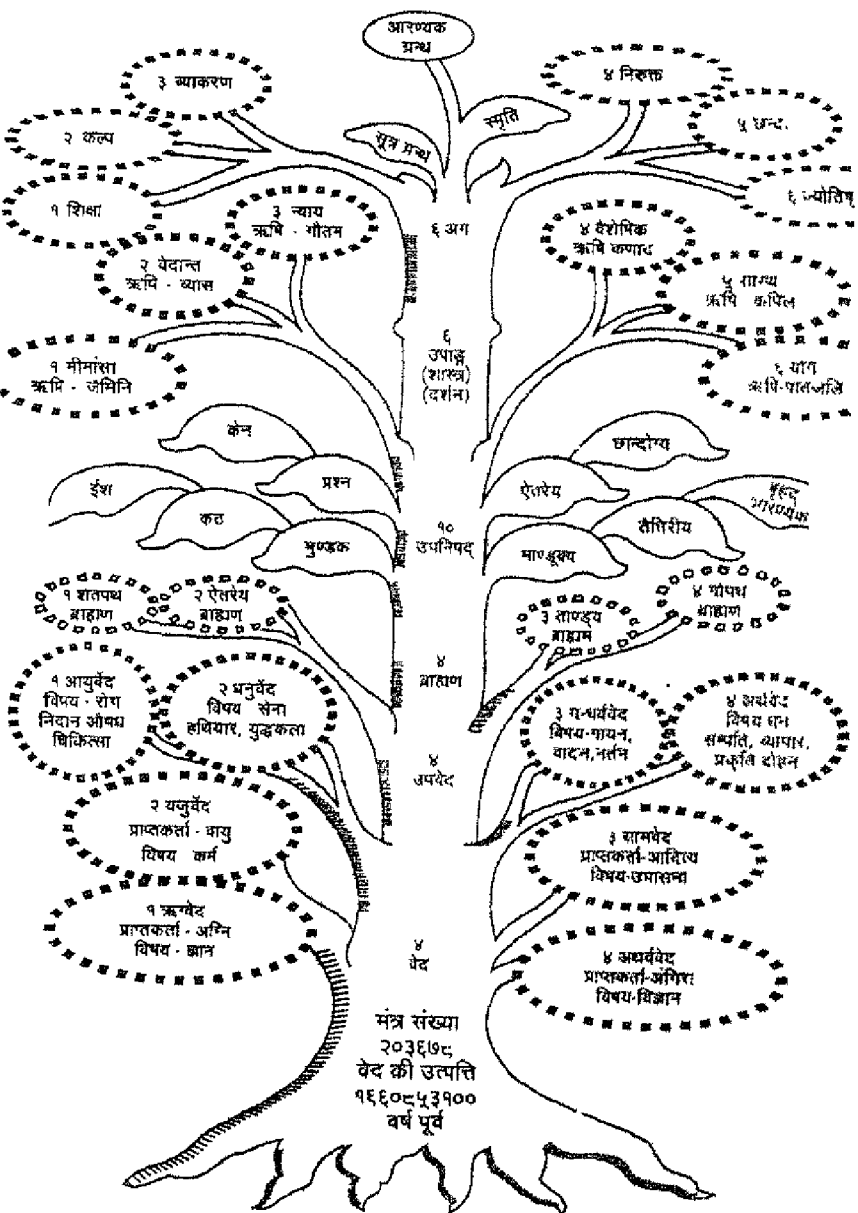 आरण्यक
ग्रन्थ
३ व्याकरण
४ निरुक्त
२ कल्प
सूत्र ग्रन्थ
स्मृति
५ छन्द
१ शिक्षा
६ ज्योतिष
३ न्याय
ऋषि - गौतम
६ अग
४ वैशेषिक
ऋषि कणाद
२ वेदान्त
ऋषि - व्यास
ऋषि कपिल
६
उपाङ्ग
(शास्त्र)
(दर्शन)
१ मीमांसा
ऋषि - जैमिनि
६ योग
ऋषि-पातंजलि
केन
छान्दोग्य
ईश
प्रश्न
ऐतरेय
बृहद
आरण्यक
कठ
तैत्तिरीय
मुण्डक
१०
उपनिषद्
माण्डूक्य
१ शतपथ
ब्राह्मण
२ ऐतरेय
ब्राह्मण
३ ताण्ड्य
ब्राह्मण
४ गोपथ
ब्राह्मण
४
ब्राह्मण
१ आयुर्वेद
विषय - रोग
निदान औषध
चिकित्सा
२ धनुर्वेद
विषय सेना
हथियार, युद्धकला
३ गन्धर्ववेद
विषय-गायन,
वादन, नर्तन
४ अर्थवेद
विषय धन
सम्पति, व्यापार,
प्रकृति दोहन
४
उपवेद
२ यजुर्वेद
प्राप्तकर्ता - वायु
विषय कर्म
३ सामवेद
प्राप्तकर्ता-आदित्य
विषय-उपासना
१ ऋग्वेद
प्राप्तकर्ता - अग्नि
विषय - ज्ञान
४
वेद
४ अथर्ववेद
प्राप्तकर्ता-अंगिरा
विषय-विज्ञान
मंत्र संख्या
२०३६७८
वेद की उत्पत्ति
१९६०८५३१००
वर्ष पूर्व